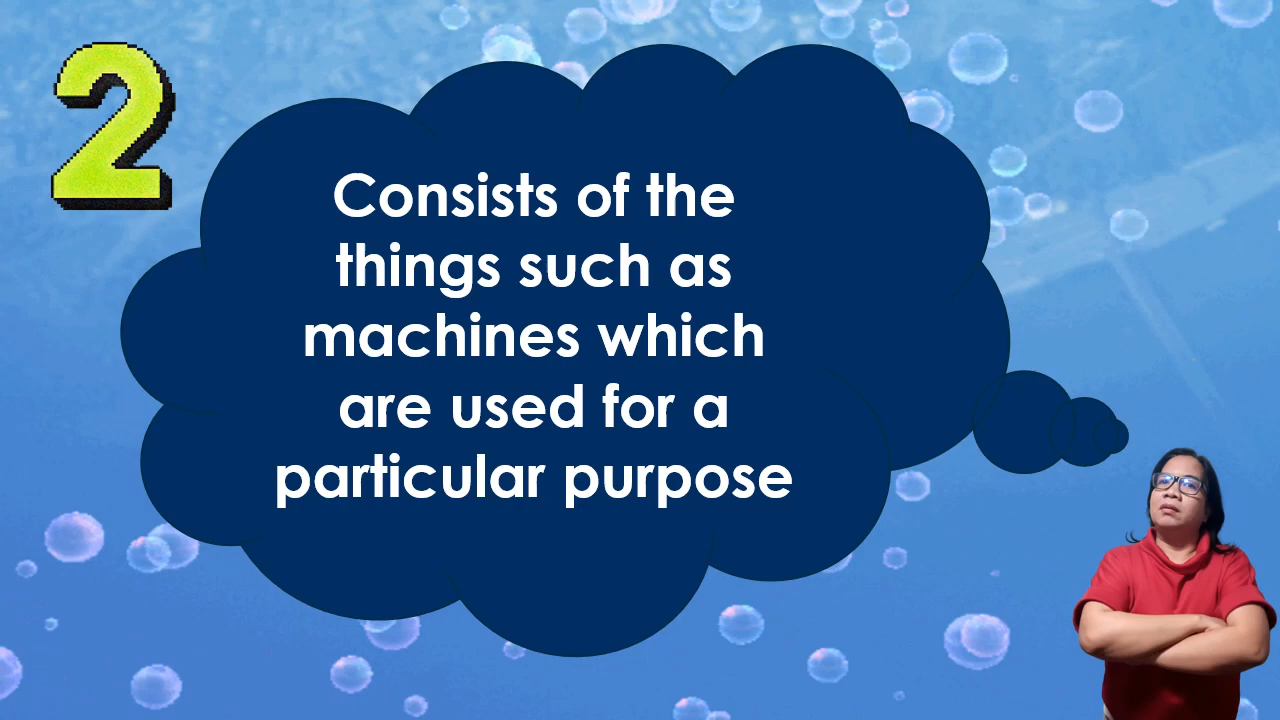 2
Consists of the
things such as
machines which
are used for a
particular purpose